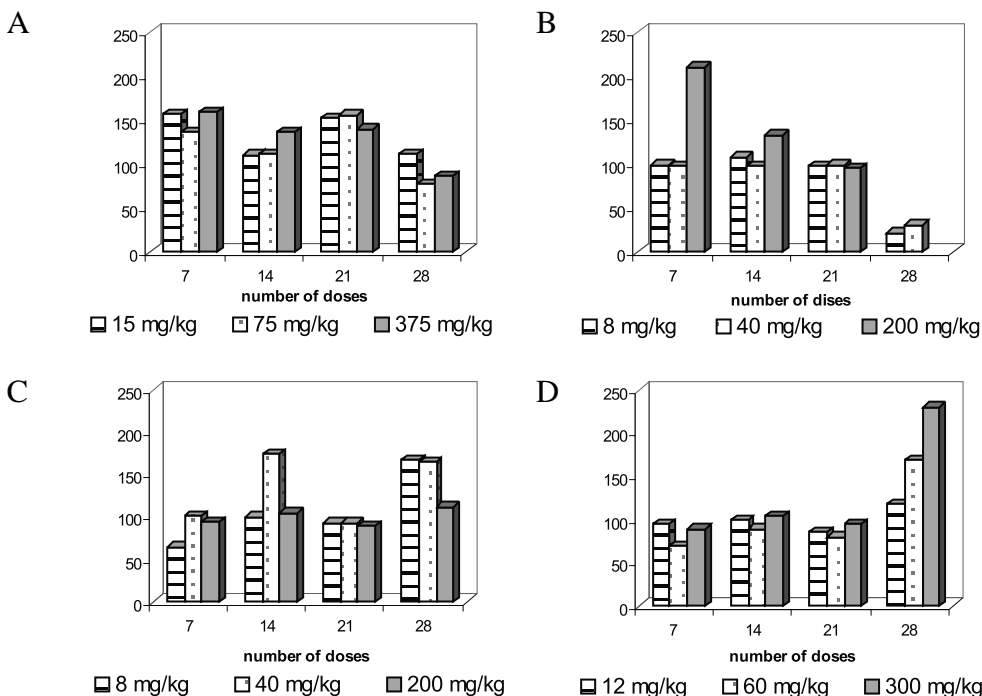 A
250
200
150
100
50
0
7 14 21 28
number of doses
15 mg/kg 75 mg/kg 375 mg/kg
B
250
200
150
100
50
0
7 14 21 28
number of dises
8 mg/kg 40 mg/kg 200 mg/kg
C
250
200
150
100
50
0
7 14 21 28
number of doses
8 mg/kg 40 mg/kg 200 mg/kg
D
250
200
150
100
50
0
7 14 21 28
number of doses
12 mg/kg 60 mg/kg 300 mg/kg